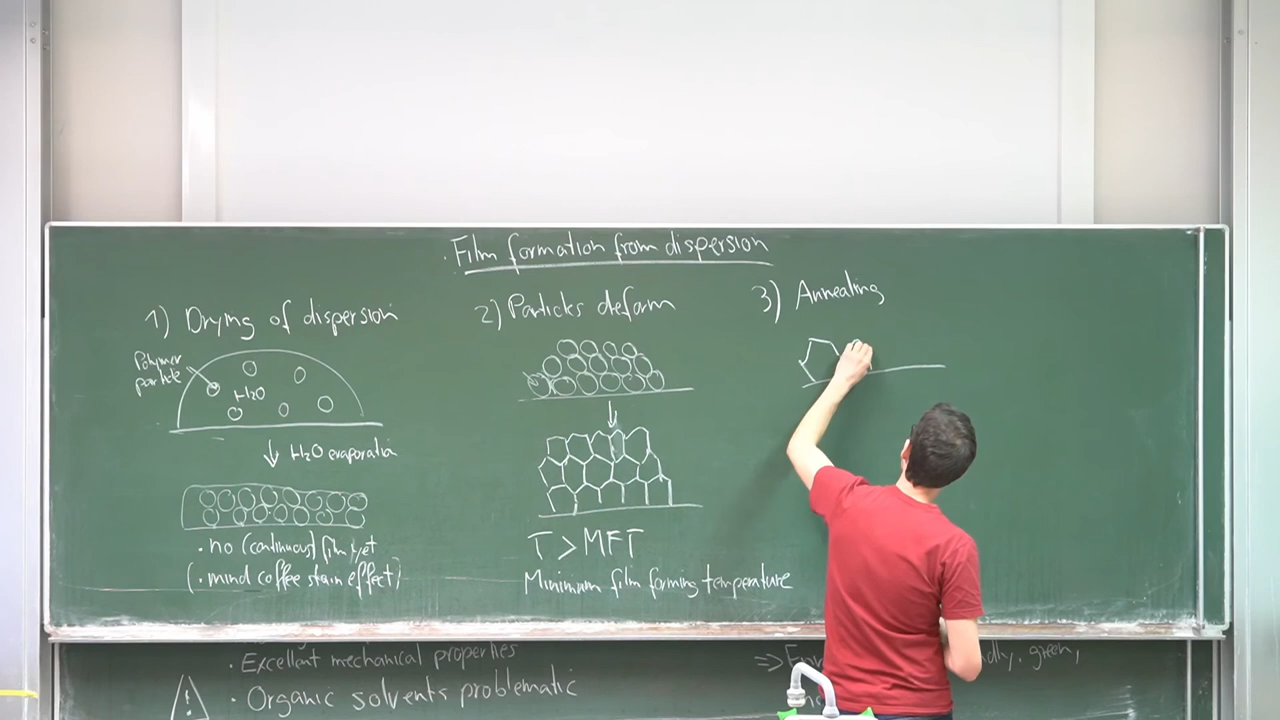 Film formation from dispersion
1) Drying of dispersion
Polymer
particle
H2O
↓ H2O evaporation
· no (continuous) film yet
(· mind coffee stain effect)
2) Particles deform
T > MFT
Minimum film forming temperature
3) Annealing
· Excellent mechanical properties
· Organic solvents problematic
!
=> green,